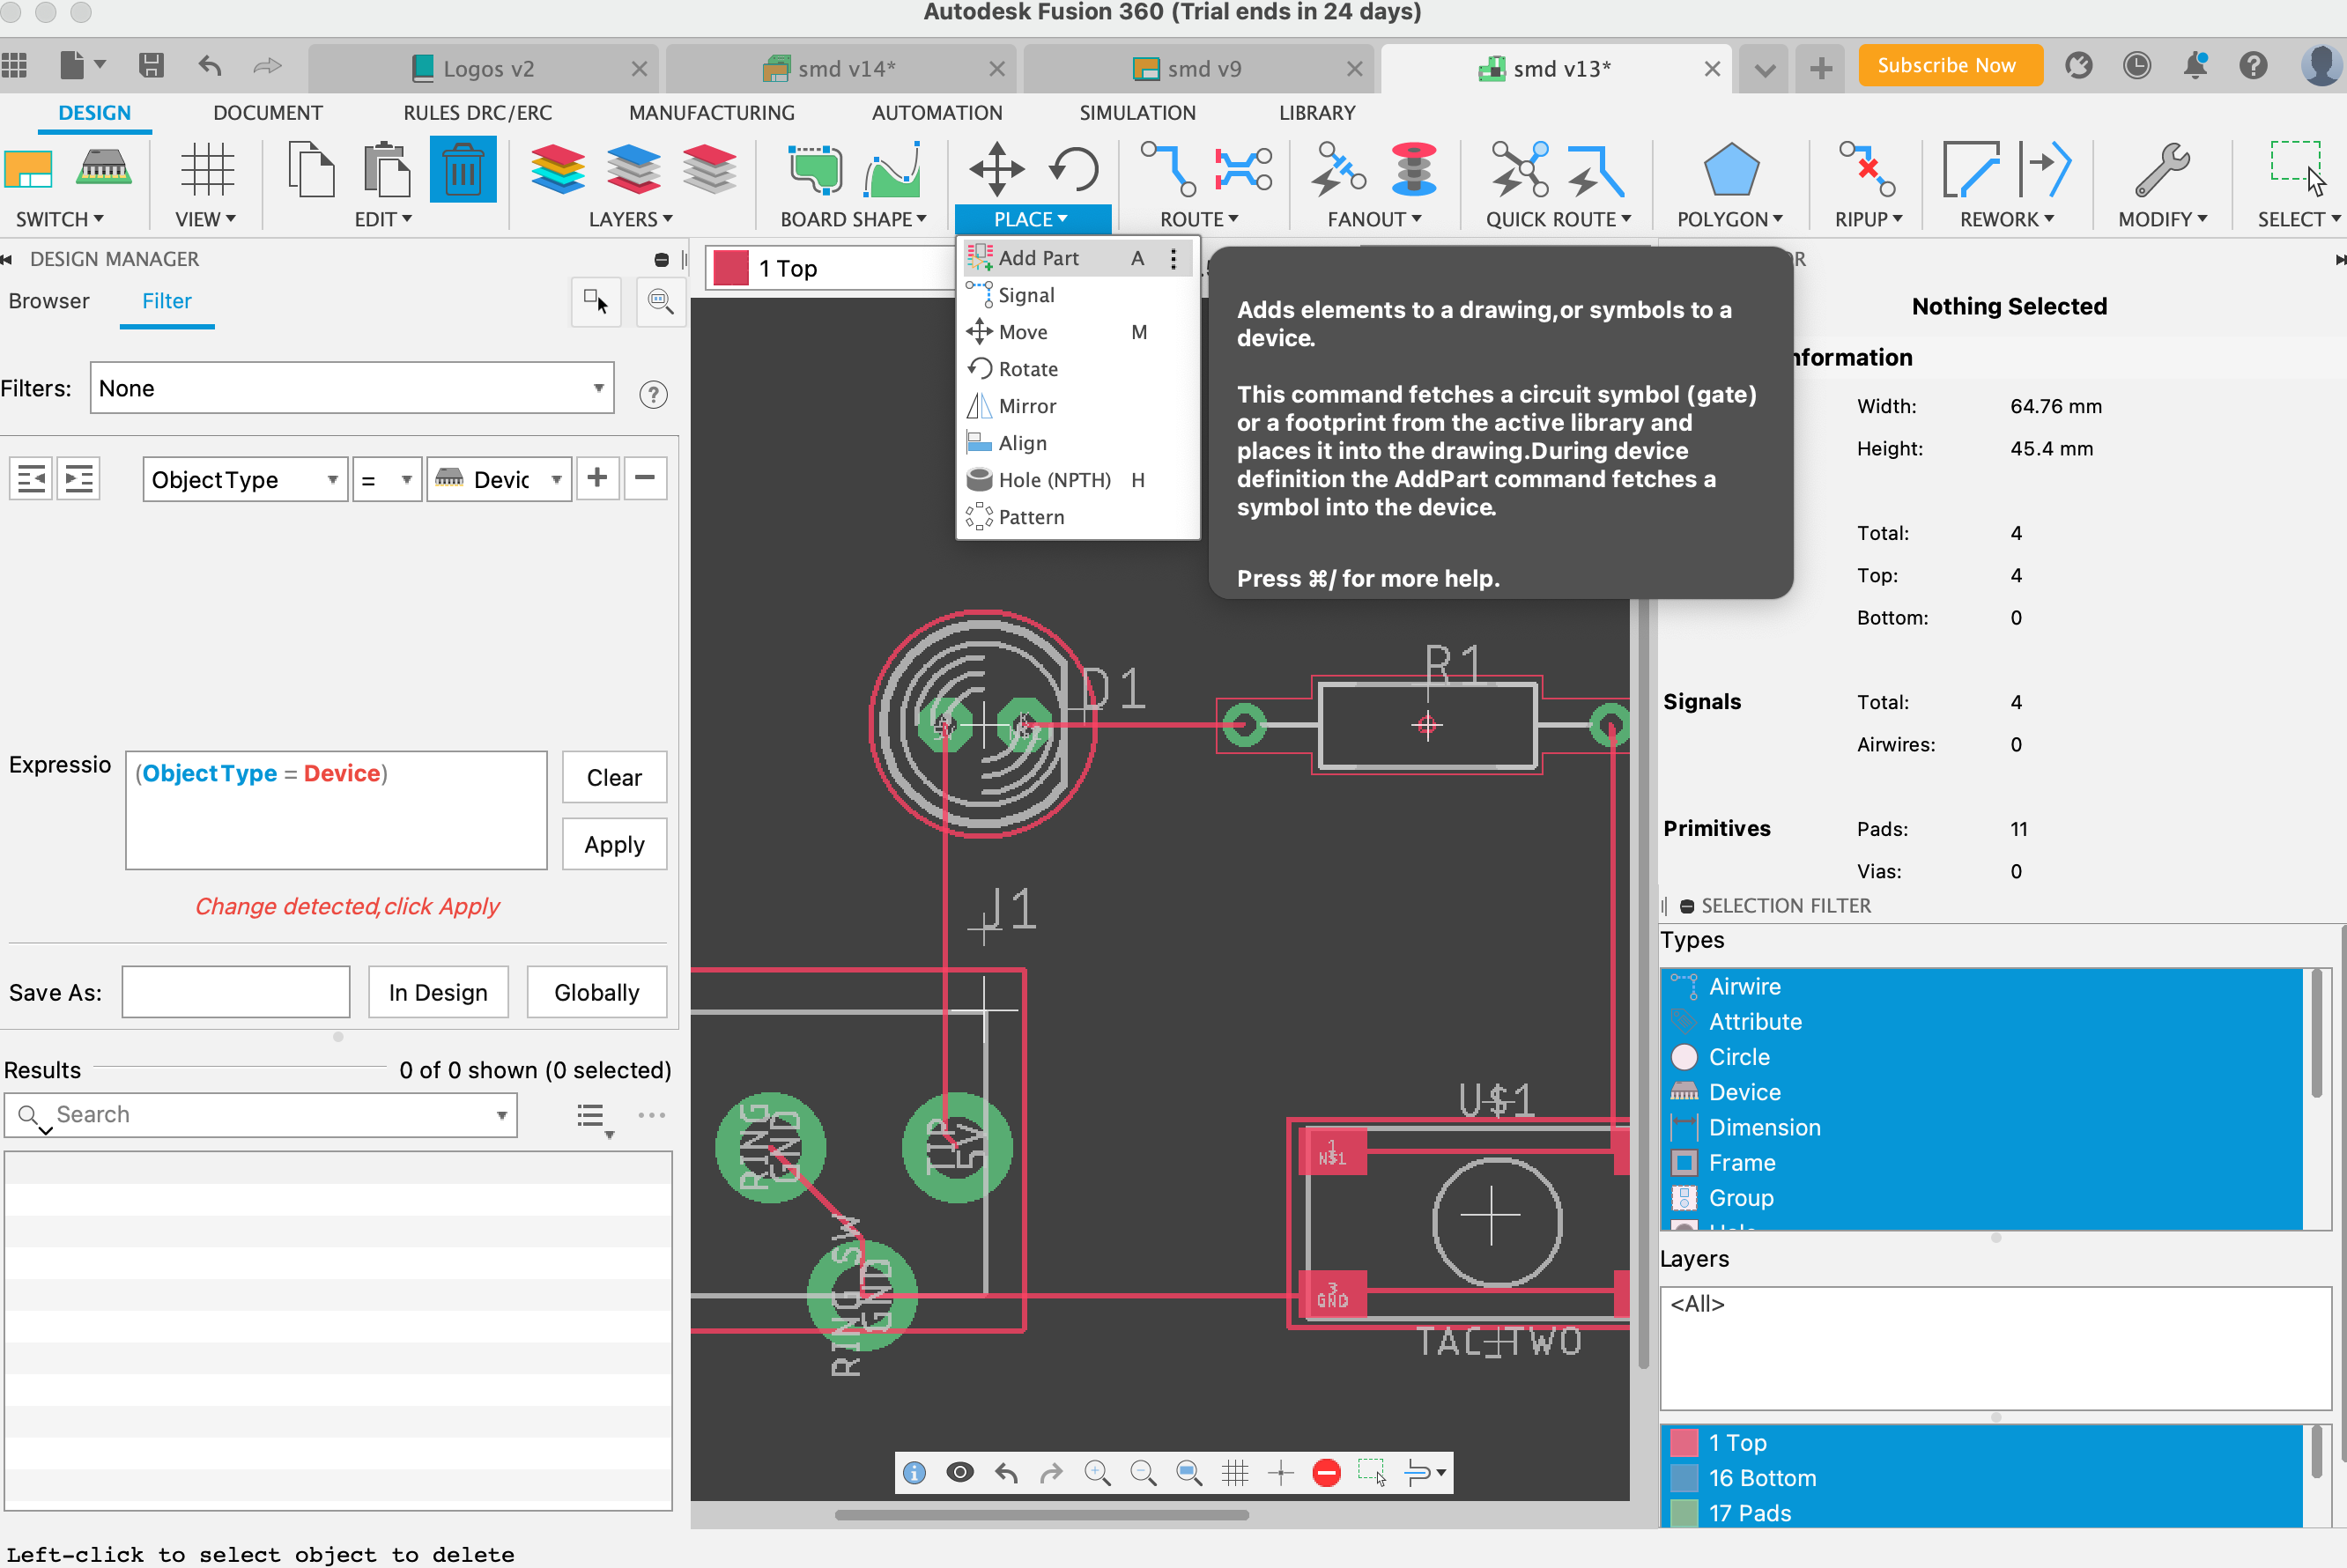 Autodesk Fusion 360 (Trial ends in 24 days)
Logos v2
smd v14*
smd v9
smd v13*
Subscribe Now
DESIGN
DOCUMENT
RULES DRC/ERC
MANUFACTURING
AUTOMATION
SIMULATION
LIBRARY
SWITCH
VIEW
EDIT
LAYERS
BOARD SHAPE
PLACE
ROUTE
FANOUT
QUICK ROUTE
POLYGON
RIPUP
REWORK
MODIFY
SELECT
DESIGN MANAGER
Browser
Filter
Filters:
None
ObjectType
=
Devic
Expressio
(ObjectType = Device)
Clear
Apply
Change detected,click Apply
Save As:
In Design
Globally
Results
0 of 0 shown (0 selected)
Search
Left-click to select object to delete
1 Top
Add Part A
Signal
Move M
Rotate
Mirror
Align
Hole (NPTH) H
Pattern
Adds elements to a drawing,or symbols to a
device.
This command fetches a circuit symbol (gate)
or a footprint from the active library and
places it into the drawing.During device
definition the AddPart command fetches a
symbol into the device.
Press ⌘/ for more help.
D1
R1
J1
RING
GND
TIP
5V
RING SW
GND
U$1
1
N$1
3
GND
TAC_TWO
R
Nothing Selected
nformation
Width: 64.76 mm
Height: 45.4 mm
Total: 4
Top: 4
Bottom: 0
Signals
Total: 4
Airwires: 0
Primitives
Pads: 11
Vias: 0
SELECTION FILTER
Types
Airwire
Attribute
Circle
Device
Dimension
Frame
Group
Layers
<All>
1 Top
16 Bottom
17 Pads